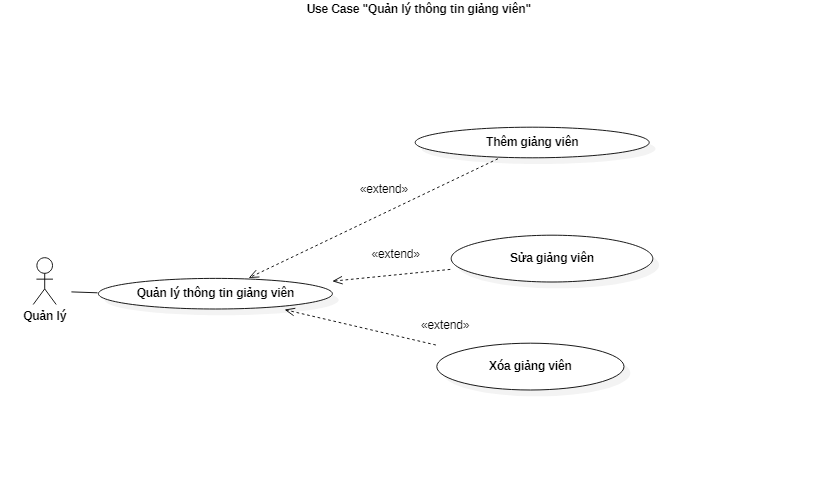 Use Case "Quản lý thông tin giảng viên"
Thêm giảng viên
«extend»
«extend»
Sửa giảng viên
Quản lý thông tin giảng viên
Quản lý
«extend»
Xóa giảng viên